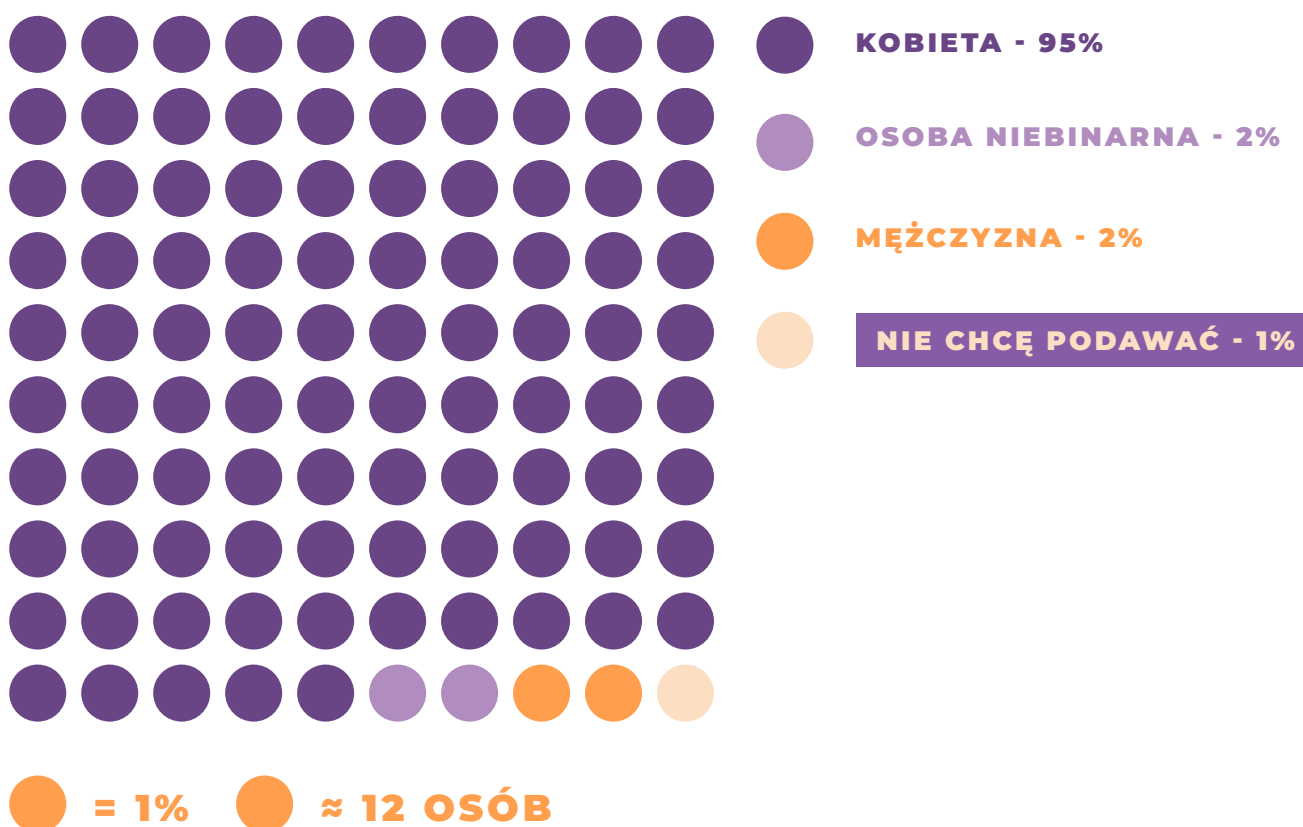 KOBIETA - 95%
OSOBA NIEBINARNA - 2%
MĘŻCZYZNA - 2%
NIE CHCĘ PODAWAĆ - 1%
= 1% ≈ 12 OSÓB